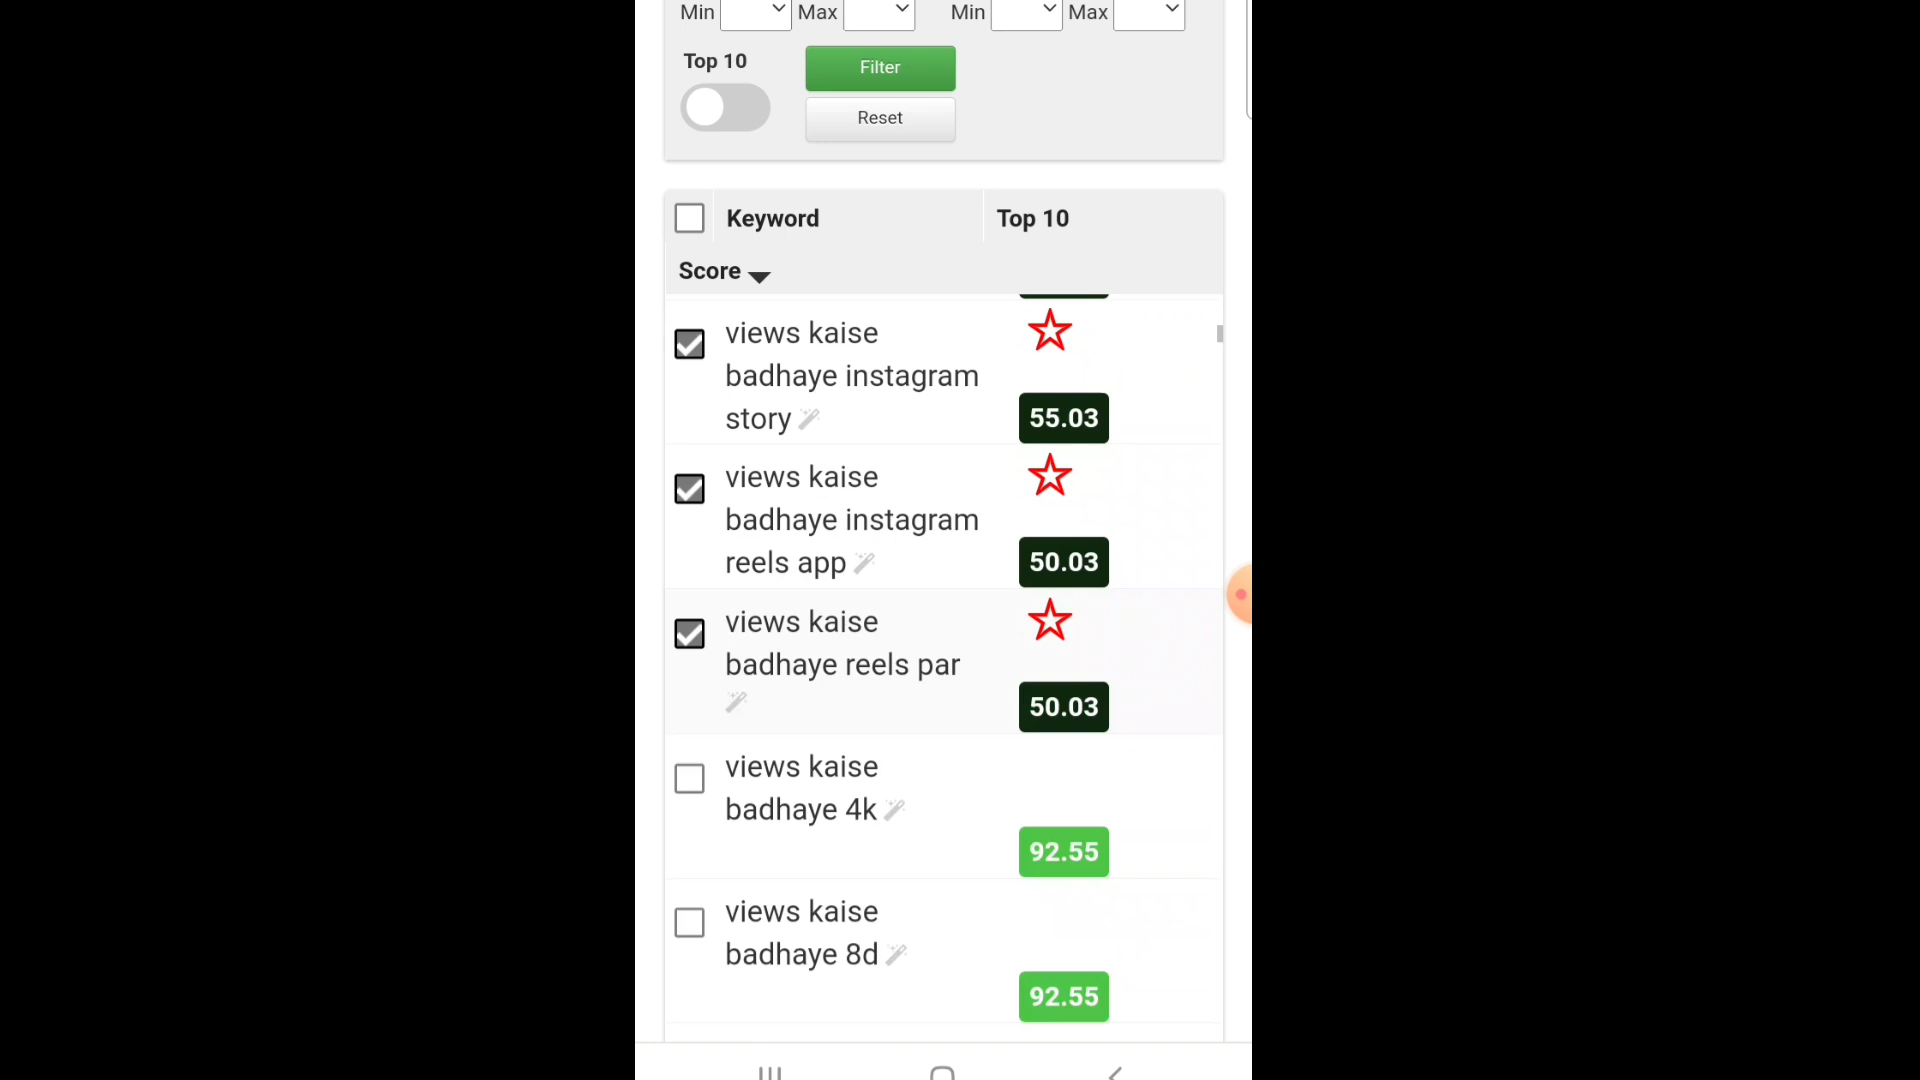 Min Max Min Max
Top 10
Filter
Reset
Keyword Top 10
Score
views kaise
badhaye instagram
story
55.03
views kaise
badhaye instagram
reels app
50.03
views kaise
badhaye reels par
50.03
views kaise
badhaye 4k
92.55
views kaise
badhaye 8d
92.55